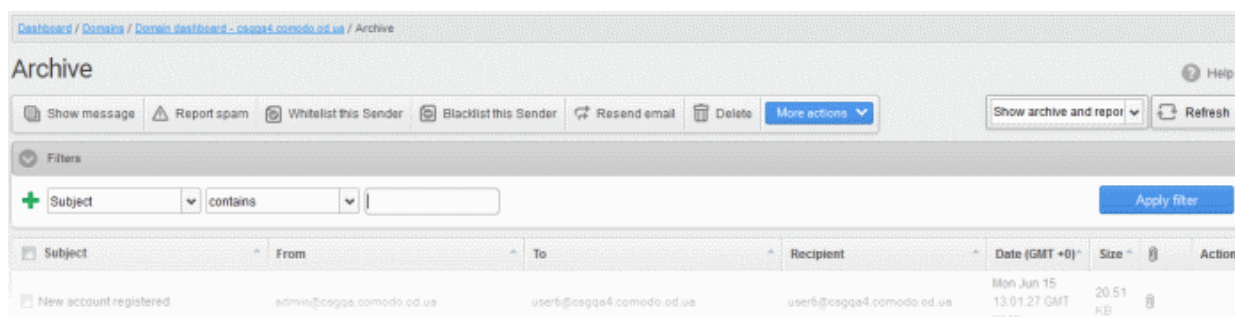 Dashboard / Domains / Domain dashboard - csgqa4.comodo.od.ua / Archive
Archive
Help
Show message Report spam Whitelist this Sender Blacklist this Sender Resend email Delete More actions Show archive and repor Refresh
Filters
Subject contains Apply filter
Subject From To Recipient Date (GMT +0) Size Action
New account registered admin@csgqa.comodo.od.ua user6@csgqa4.comodo.od.ua user6@csgqa4.comodo.od.ua Mon Jun 15 13:01:27 GMT 20.51 KB